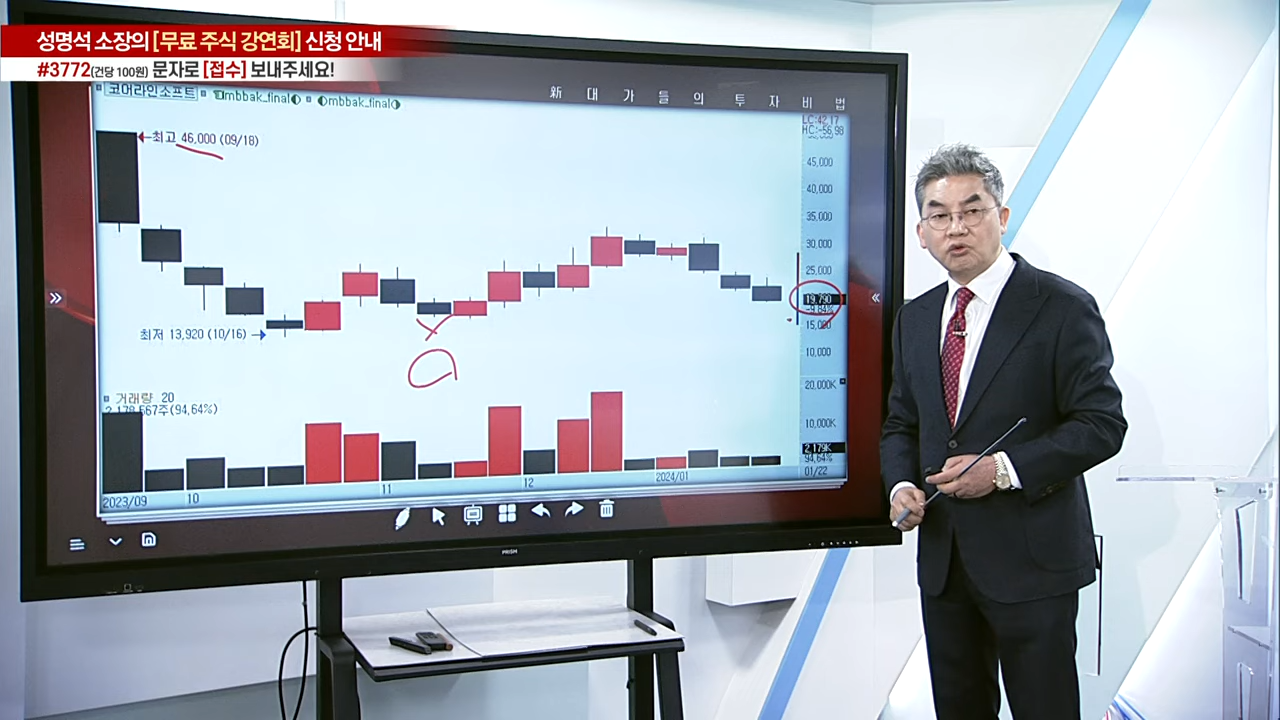 성명석 소장의 [무료 주식 강연회] 신청 안내
#3772(건당 100원) 문자로 [접수] 보내주세요!
코어라인소프트 mbbak_final mbbak_final
新 대 가 들 의 투 자 비 법
LC:42,17
HC:-56,98
최고 46,000 (09/18)
45,000
40,000
35,000
30,000
25,000
19,790
-9,84%
15,000
최저 13,920 (10/16)
10,000
거래량 20
2,178,567주(94,64%)
20,000K
10,000K
2,179K
94,64%
01/22
2023/09 10 11 12 2024/01
PRISM